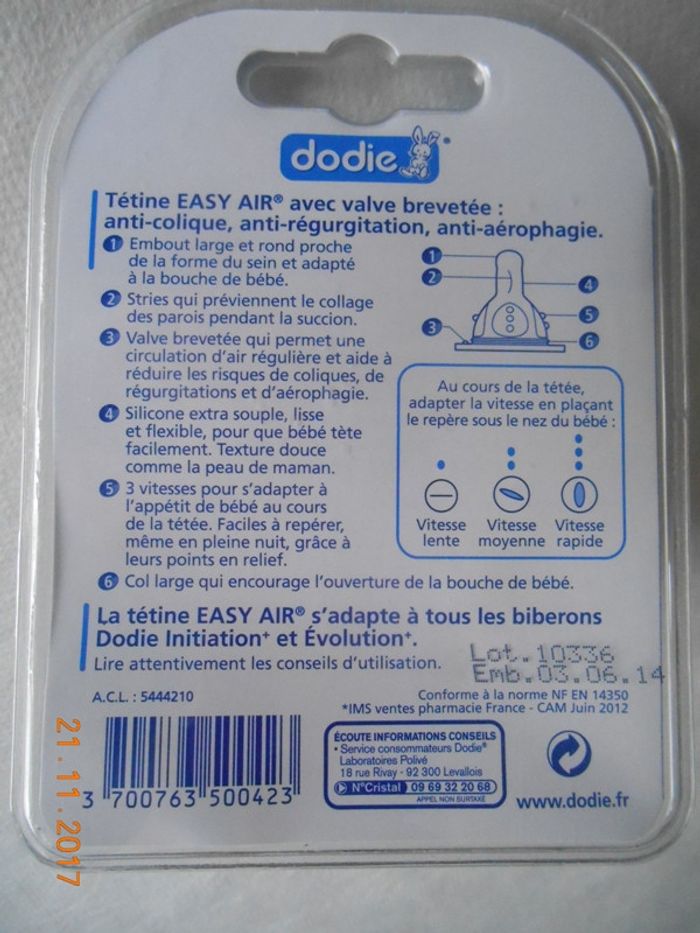 dodie
Tétine EASY AIR® avec valve brevetée :
anti-colique, anti-régurgitation, anti-aérophagie.
1 Embout large et rond proche
de la forme du sein et adapté
à la bouche de bébé.
2 Stries qui préviennent le collage
des parois pendant la succion.
3 Valve brevetée qui permet une
circulation d'air régulière et aide à
réduire les risques de coliques, de
régurgitations et d'aérophagie.
4 Silicone extra souple, lisse
et flexible, pour que bébé tète
facilement. Texture douce
comme la peau de maman.
5 3 vitesses pour s'adapter à
l'appétit de bébé au cours
de la tétée. Faciles à repérer,
même en pleine nuit, grâce à
leurs points en relief.
6 Col large qui encourage l'ouverture de la bouche de bébé.
1
2
3
4
5
6
Au cours de la tétée,
adapter la vitesse en plaçant
le repère sous le nez du bébé :
Vitesse lente
Vitesse moyenne
Vitesse rapide
La tétine EASY AIR® s'adapte à tous les biberons
Dodie Initiation+ et Évolution+.
Lire attentivement les conseils d'utilisation.
Lot.10336
Emb.03.06.14
A.C.L. : 5444210
Conforme à la norme NF EN 14350
*IMS ventes pharmacie France - CAM Juin 2012
3 700763 500423
ÉCOUTE INFORMATIONS CONSEILS
• Service consommateurs Dodie®
Laboratoires Polivé
18 rue Rivay - 92 300 Levallois
N°Cristal 09 69 32 20 68
APPEL NON SURTAXÉ
www.dodie.fr
21.11.2017